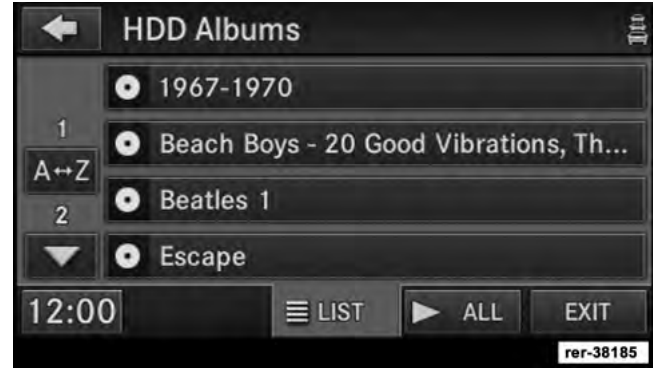 HDD Albums
1967-1970
1
Beach Boys - 20 Good Vibrations, Th...
A↔Z
Beatles 1
2
Escape
12:00 LIST ALL EXIT
rer-38185